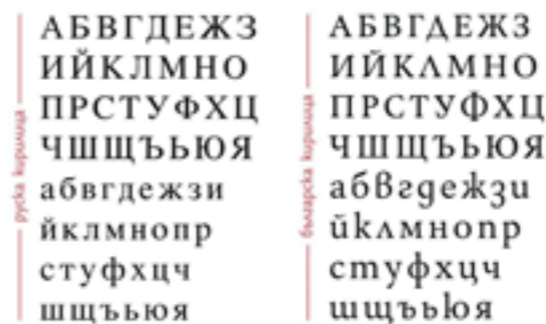 руска кирилица
АБВГДЕЖЗ
ИЙКЛМНО
ПРСТУФХЦ
ЧШЩЪЬЮЯ
абвгдежзи
йклмнопр
стуфхцч
шщъьюя
българска кирилица
АБВГДЕЖЗ
ИЙКЛМНО
ПРСТУФХЦ
ЧШЩЪЬЮЯ
абвгдежзи
йклмнопр
стуфхцч
шщъьюя